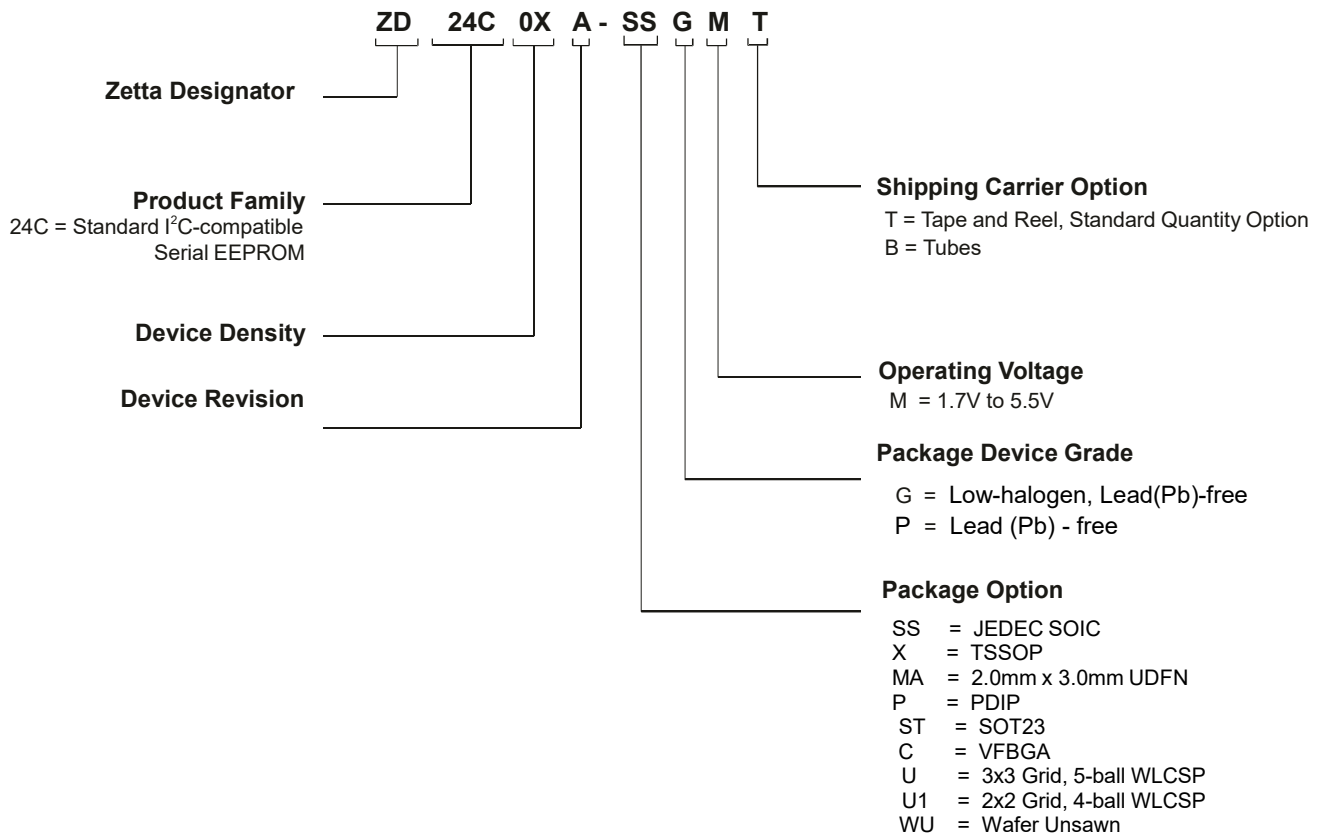 ZD 24C 0X A - SS G M T
Zetta Designator
Product Family
24C = Standard I²C-compatible
Serial EEPROM
Device Density
Device Revision
Shipping Carrier Option
T = Tape and Reel, Standard Quantity Option
B = Tubes
Operating Voltage
M = 1.7V to 5.5V
Package Device Grade
G = Low-halogen, Lead(Pb)-free
P = Lead (Pb) - free
Package Option
SS = JEDEC SOIC
X = TSSOP
MA = 2.0mm x 3.0mm UDFN
P = PDIP
ST = SOT23
C = VFBGA
U = 3x3 Grid, 5-ball WLCSP
U1 = 2x2 Grid, 4-ball WLCSP
WU = Wafer Unsawn